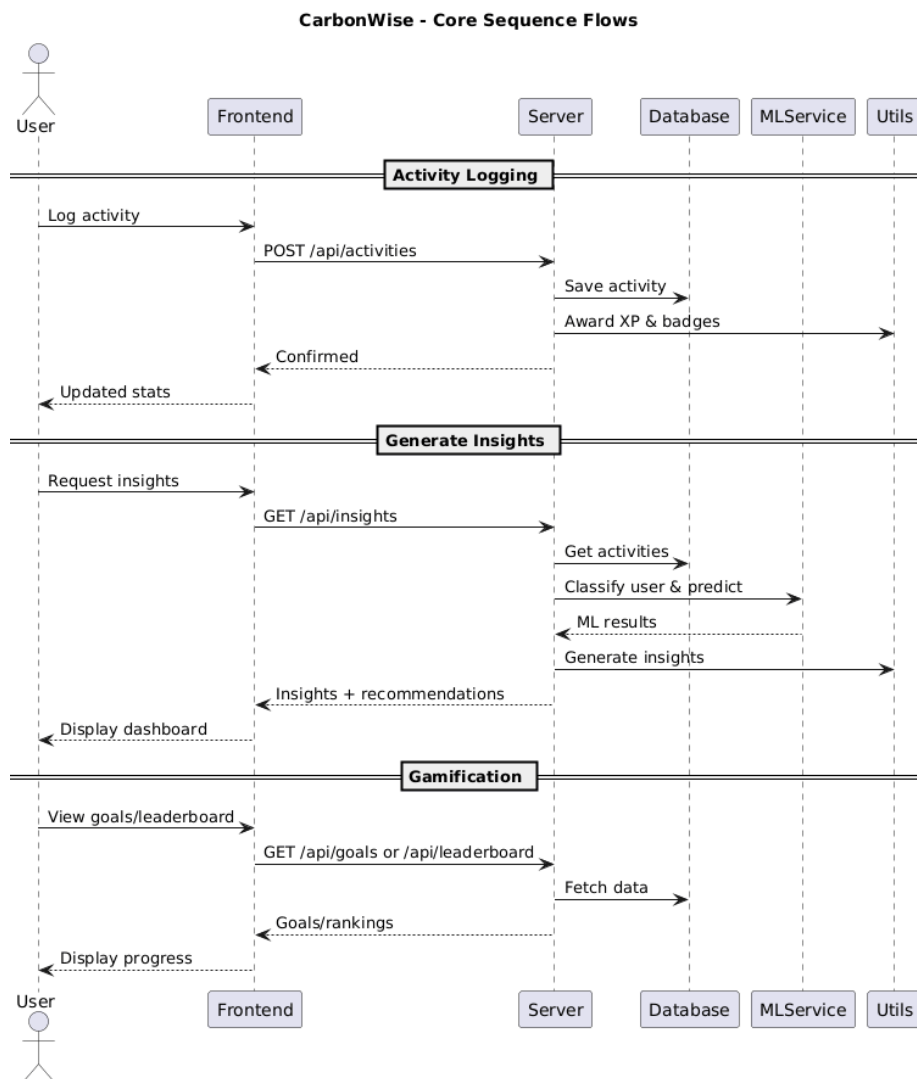 CarbonWise - Core Sequence Flows
User
Frontend
Server
Database
MLService
Utils
Activity Logging
Log activity
POST /api/activities
Save activity
Award XP & badges
Confirmed
Updated stats
Generate Insights
Request insights
GET /api/insights
Get activities
Classify user & predict
ML results
Generate insights
Insights + recommendations
Display dashboard
Gamification
View goals/leaderboard
GET /api/goals or /api/leaderboard
Fetch data
Goals/rankings
Display progress
User
Frontend
Server
Database
MLService
Utils